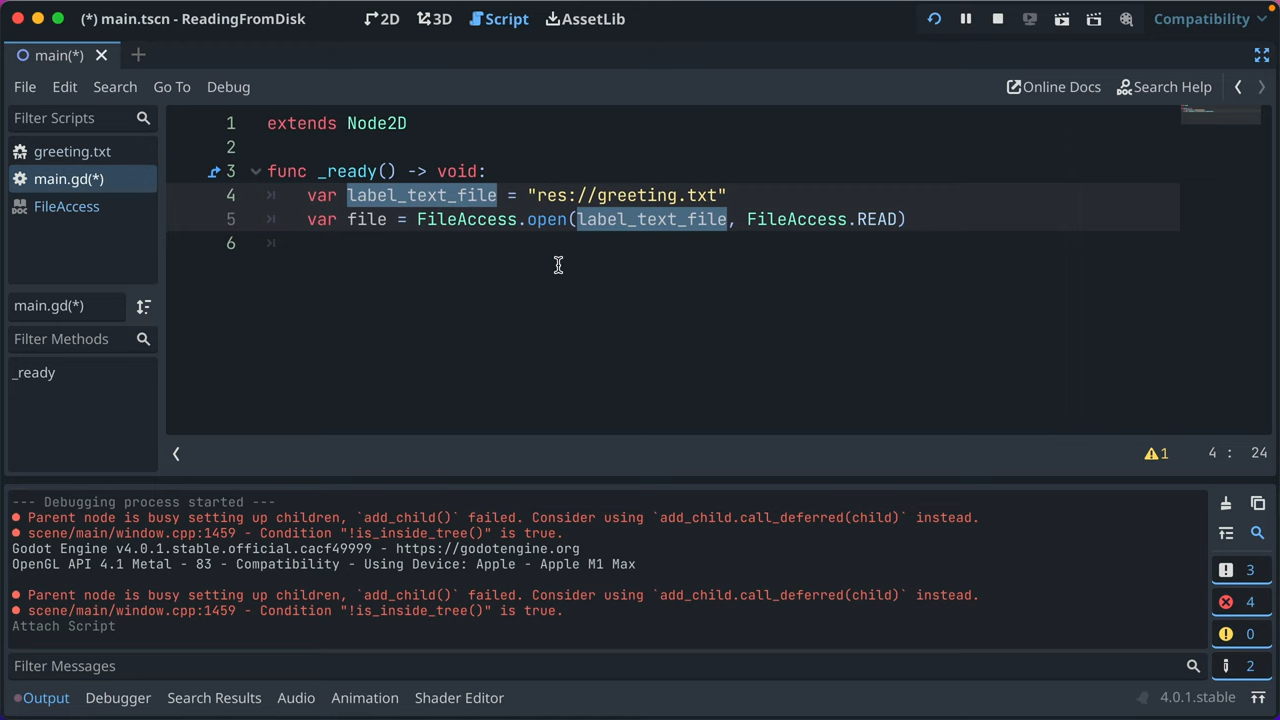 (*) main.tscn - ReadingFromDisk
2D
3D
Script
AssetLib
Compatibility
main(*)
File Edit Search Go To Debug
Online Docs
Search Help
Filter Scripts
greeting.txt
main.gd(*)
FileAccess
main.gd(*)
Filter Methods
_ready
1 extends Node2D
2
3 func _ready() -> void:
4 var label_text_file = "res://greeting.txt"
5 var file = FileAccess.open(label_text_file, FileAccess.READ)
6
1
4 : 24
--- Debugging process started ---
Parent node is busy setting up children, `add_child()` failed. Consider using `add_child.call_deferred(child)` instead.
scene/main/window.cpp:1459 - Condition "!is_inside_tree()" is true.
Godot Engine v4.0.1.stable.official.cacf49999 - https://godotengine.org
OpenGL API 4.1 Metal - 83 - Compatibility - Using Device: Apple - Apple M1 Max
Parent node is busy setting up children, `add_child()` failed. Consider using `add_child.call_deferred(child)` instead.
scene/main/window.cpp:1459 - Condition "!is_inside_tree()" is true.
Attach Script
3
4
0
2
Filter Messages
Output Debugger Search Results Audio Animation Shader Editor
4.0.1.stable